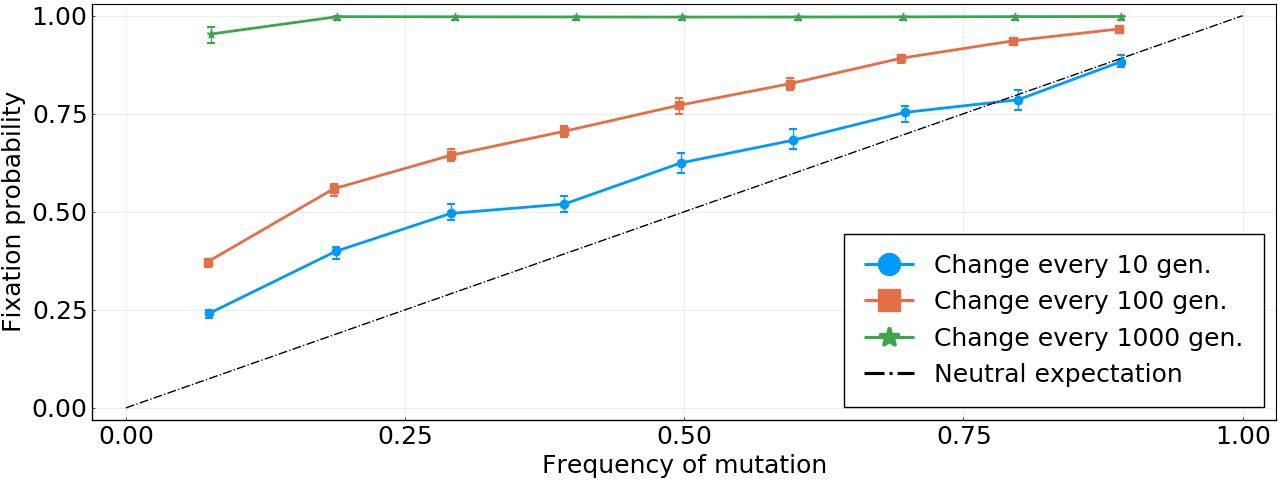 Fixation probability
1.00
0.75
0.50
0.25
0.00
Change every 10 gen.
Change every 100 gen.
Change every 1000 gen.
Neutral expectation
0.00 0.25 0.50 0.75 1.00
Frequency of mutation